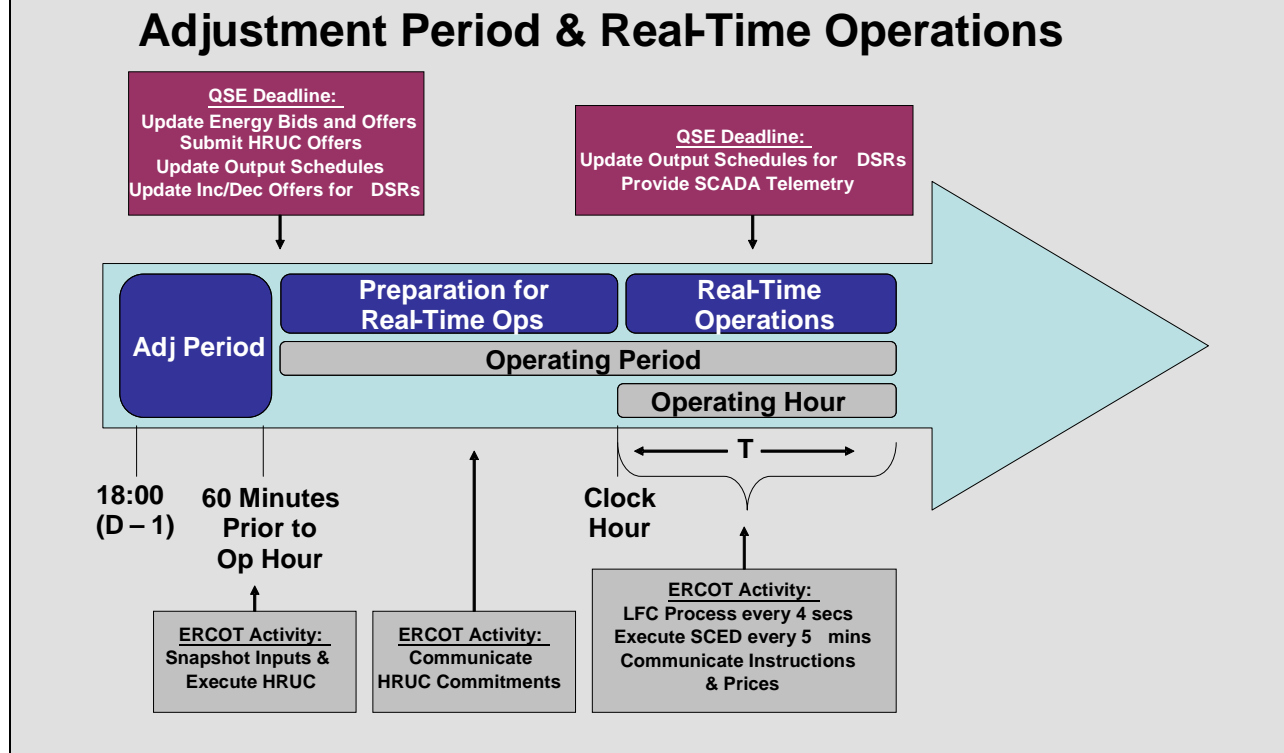 Adjustment Period & Real-Time Operations
QSE Deadline:
Update Energy Bids and Offers
Submit HRUC Offers
Update Output Schedules
Update Inc/Dec Offers for DSRs
QSE Deadline:
Update Output Schedules for DSRs
Provide SCADA Telemetry
Adj Period
Preparation for
Real-Time Ops
Real-Time
Operations
Operating Period
Operating Hour
T
18:00
(D – 1)
60 Minutes
Prior to
Op Hour
Clock
Hour
ERCOT Activity:
Snapshot Inputs &
Execute HRUC
ERCOT Activity:
Communicate
HRUC Commitments
ERCOT Activity:
LFC Process every 4 secs
Execute SCED every 5 mins
Communicate Instructions
& Prices